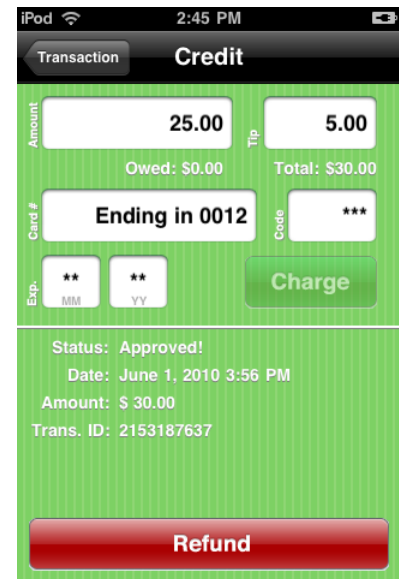 iPod 2:45 PM
Transaction Credit
Amount 25.00 Tip 5.00
Owed: $0.00 Total: $30.00
Card # Ending in 0012 Code ***
Exp. ** MM ** YY Charge
Status: Approved!
Date: June 1, 2010 3:56 PM
Amount: $ 30.00
Trans. ID: 2153187637
Refund